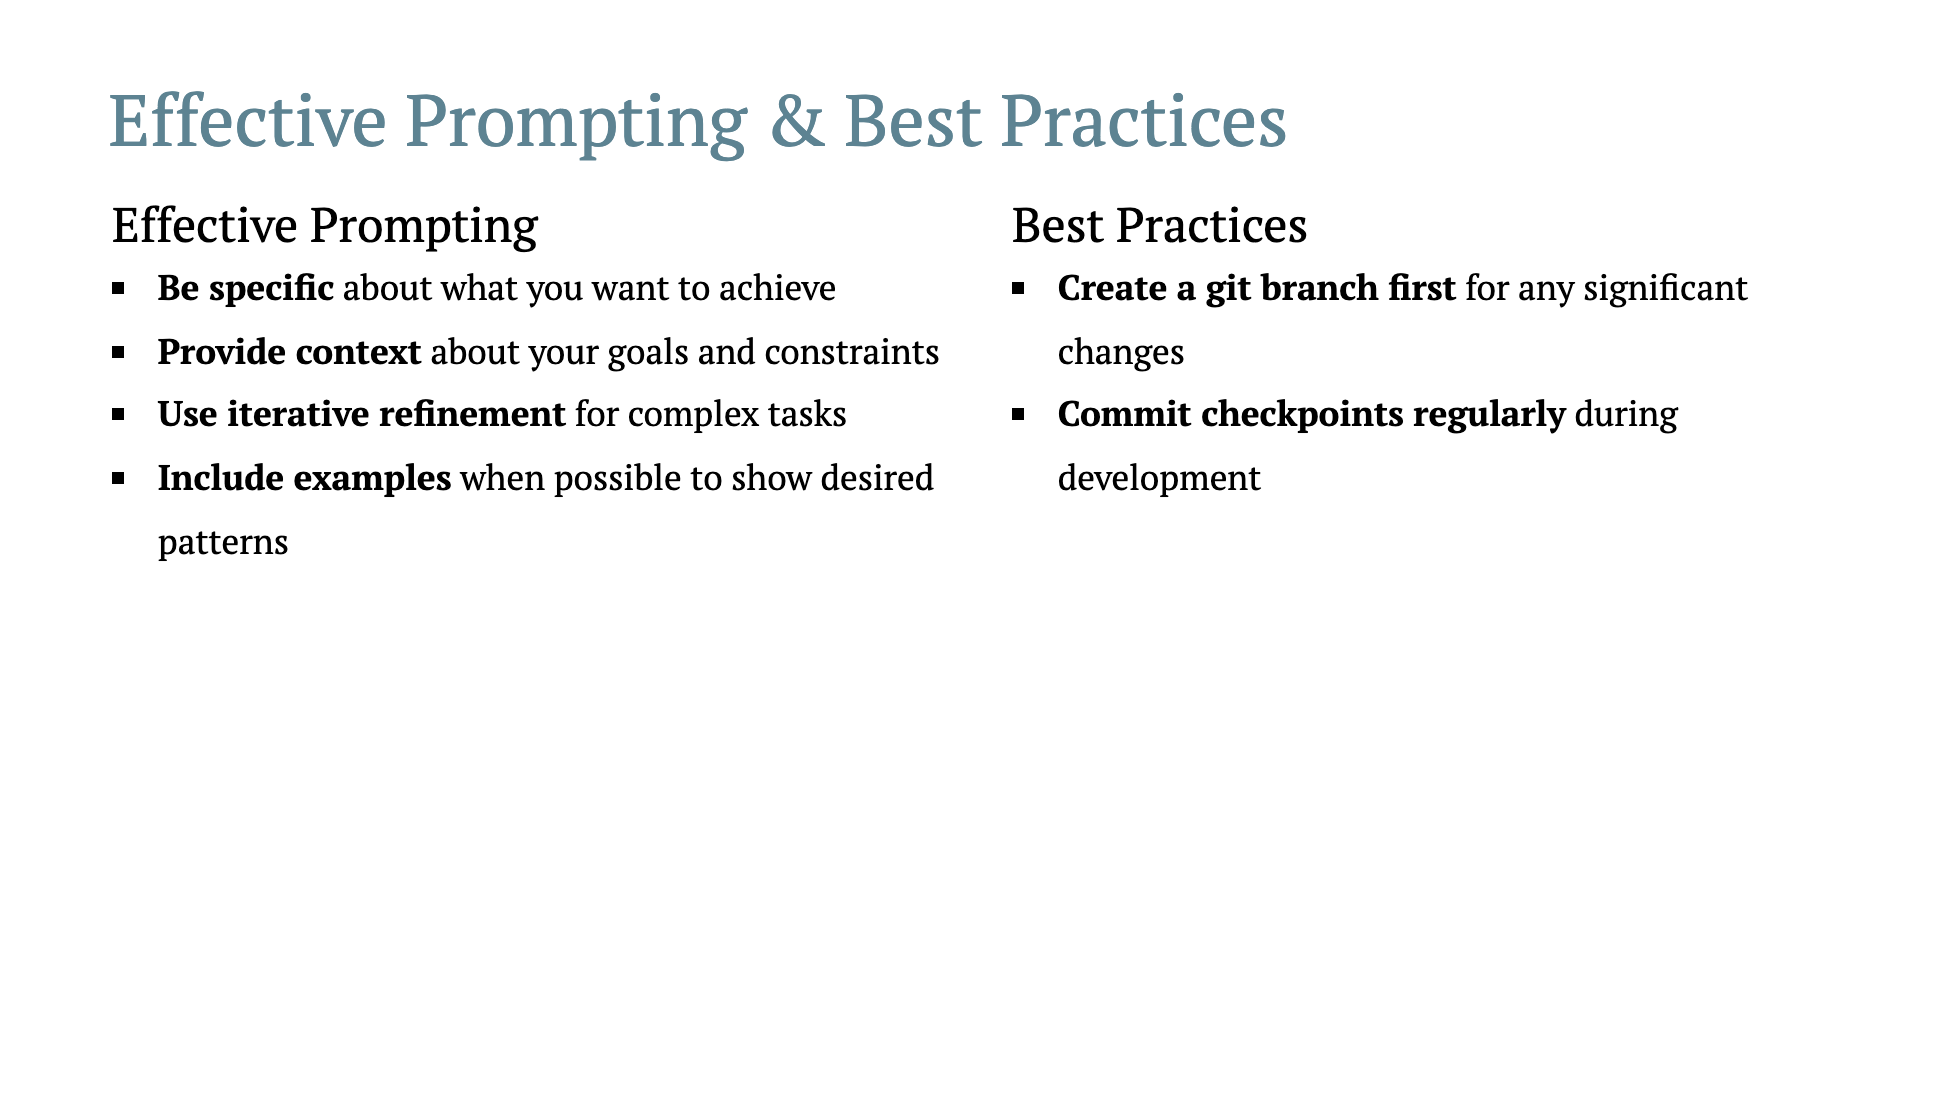 Effective Prompting & Best Practices
Effective Prompting
▪ Be specific about what you want to achieve
▪ Provide context about your goals and constraints
▪ Use iterative refinement for complex tasks
▪ Include examples when possible to show desired
patterns
Best Practices
▪ Create a git branch first for any significant
changes
▪ Commit checkpoints regularly during
development